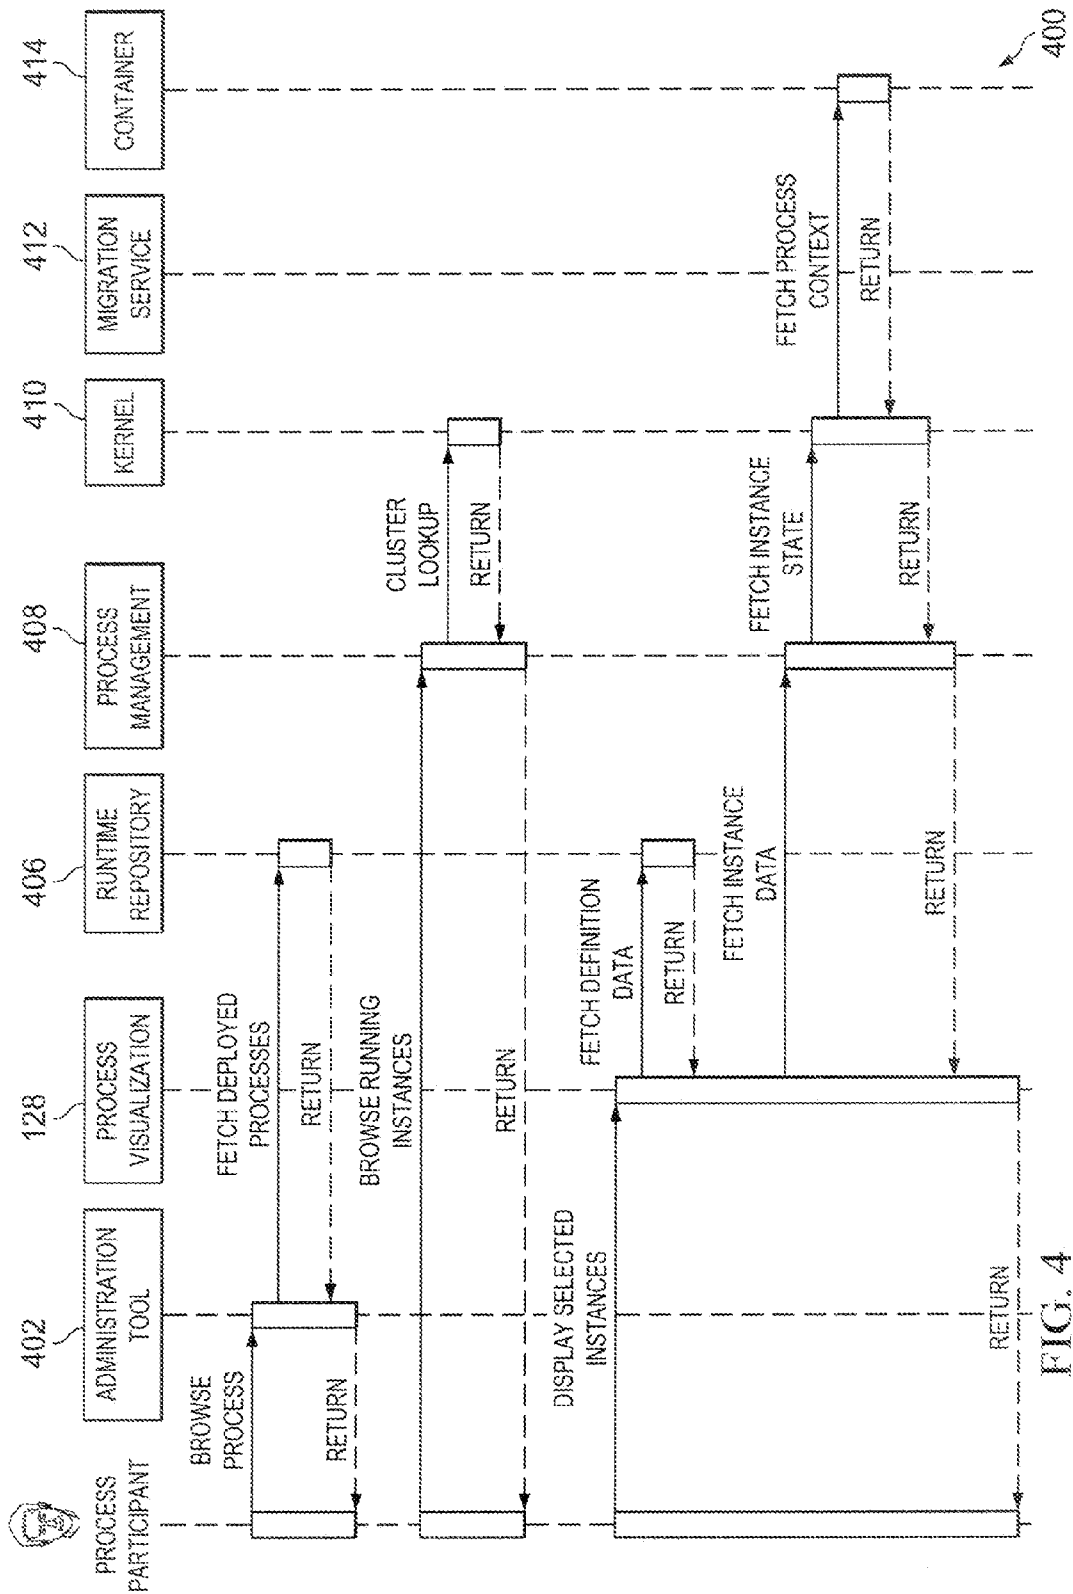 PROCESS
PARTICIPANT
402
ADMINISTRATION
TOOL
128
PROCESS
VISUALIZATION
406
RUNTIME
REPOSITORY
408
PROCESS
MANAGEMENT
410
KERNEL
412
MIGRATION
SERVICE
414
CONTAINER
BROWSE
PROCESS
FETCH DEPLOYED
PROCESSES
RETURN
RETURN
BROWSE RUNNING
INSTANCES
CLUSTER
LOOKUP
RETURN
RETURN
DISPLAY SELECTED
INSTANCES
FETCH DEFINITION
DATA
RETURN
FETCH INSTANCE
DATA
FETCH INSTANCE
STATE
FETCH PROCESS
CONTEXT
RETURN
RETURN
RETURN
RETURN
400
FIG. 4